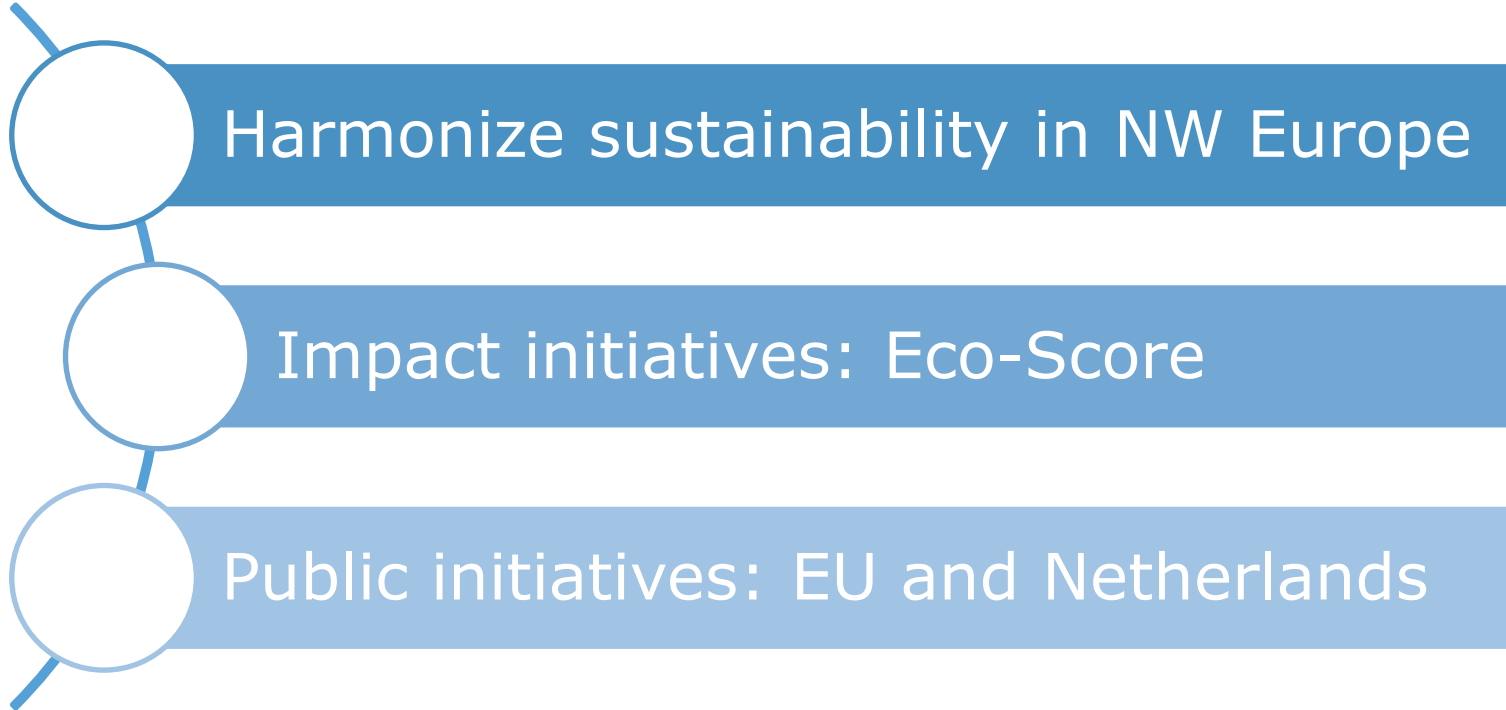 Harmonize sustainability in NW Europe
Impact initiatives: Eco-Score
Public initiatives: EU and Netherlands